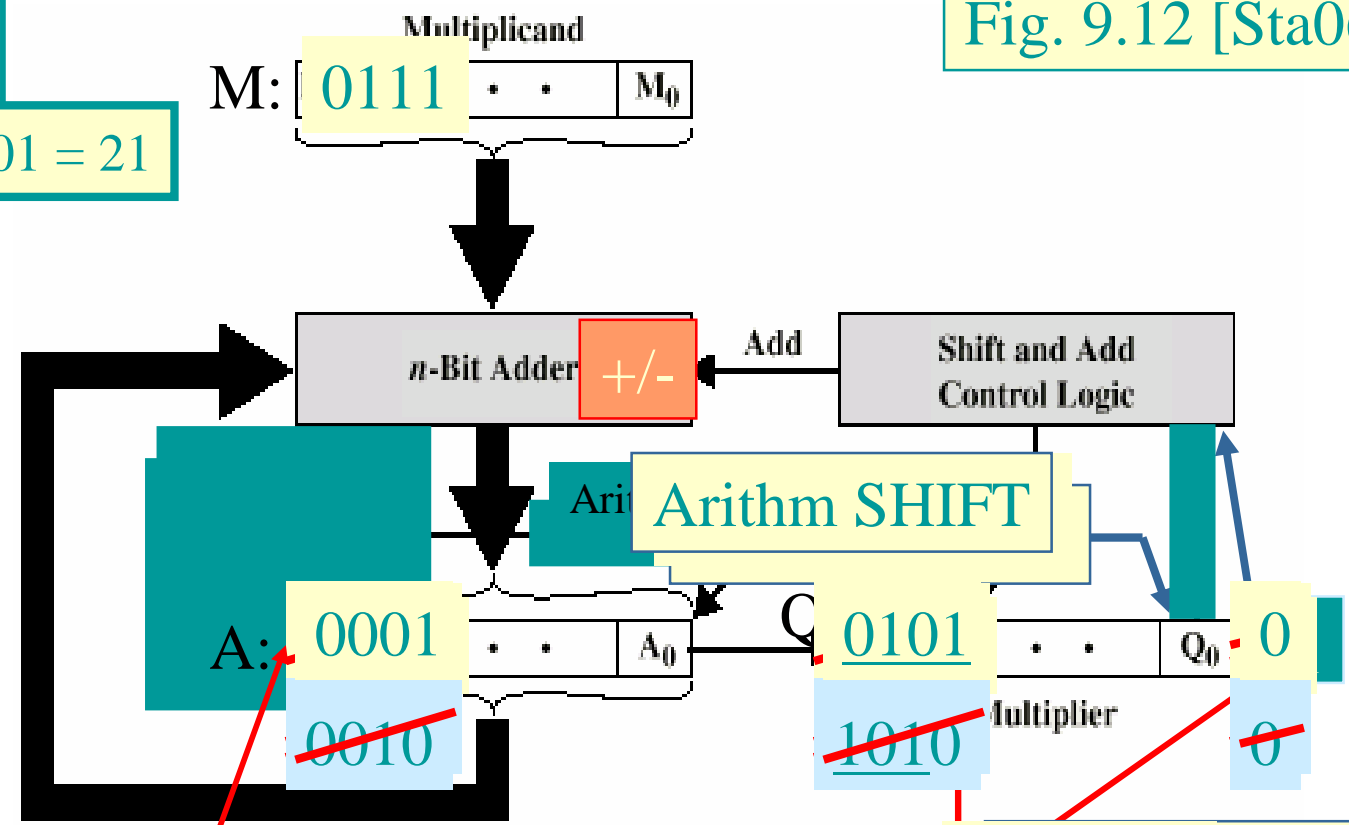 Multiplicand
Fig. 9.12 [Sta0
M: 0111 • • M0
01 = 21
n-Bit Adder +/-
Add
Shift and Add
Control Logic
Arit
Arithm SHIFT
A: 0001 • • A0
Q 0101 • • Q0 0
0010 1010 0
Multiplier